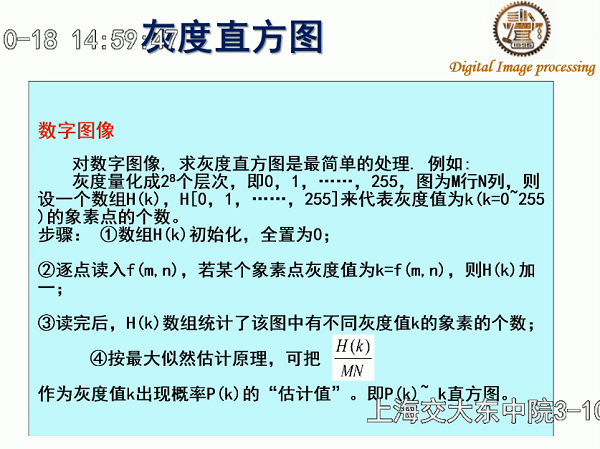 0-18 14:59:47
灰度直方图
1896
Digital Image processing
数字图像
对数字图像, 求灰度直方图是最简单的处理. 例如:
灰度量化成2⁸个层次, 即0, 1, ……, 255, 图为M行N列, 则
设一个数组H(k), H[0, 1, ……, 255]来代表灰度值为k(k=0~255
)的象素点的个数。
步骤: ①数组H(k)初始化, 全置为0;
②逐点读入f(m,n), 若某个象素点灰度值为k=f(m,n), 则H(k)加
一;
③读完后, H(k)数组统计了该图中有不同灰度值k的象素的个数;
④按最大似然估计原理, 可把 H(k)/MN
作为灰度值k出现概率P(k)的“估计值”。即P(k)~ k直方图。
上海交大东中院3-10